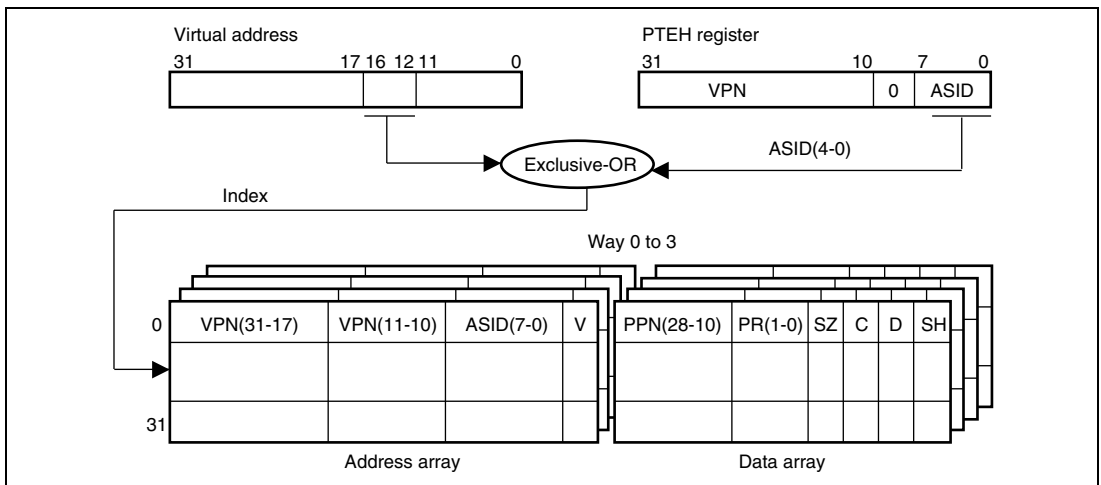 Virtual address
31 17 16 12 11 0
PTEH register
31 10 7 0
VPN 0 ASID
ASID(4-0)
Exclusive-OR
Index
Way 0 to 3
0 VPN(31-17) VPN(11-10) ASID(7-0) V PPN(28-10) PR(1-0) SZ C D SH
31
Address array Data array